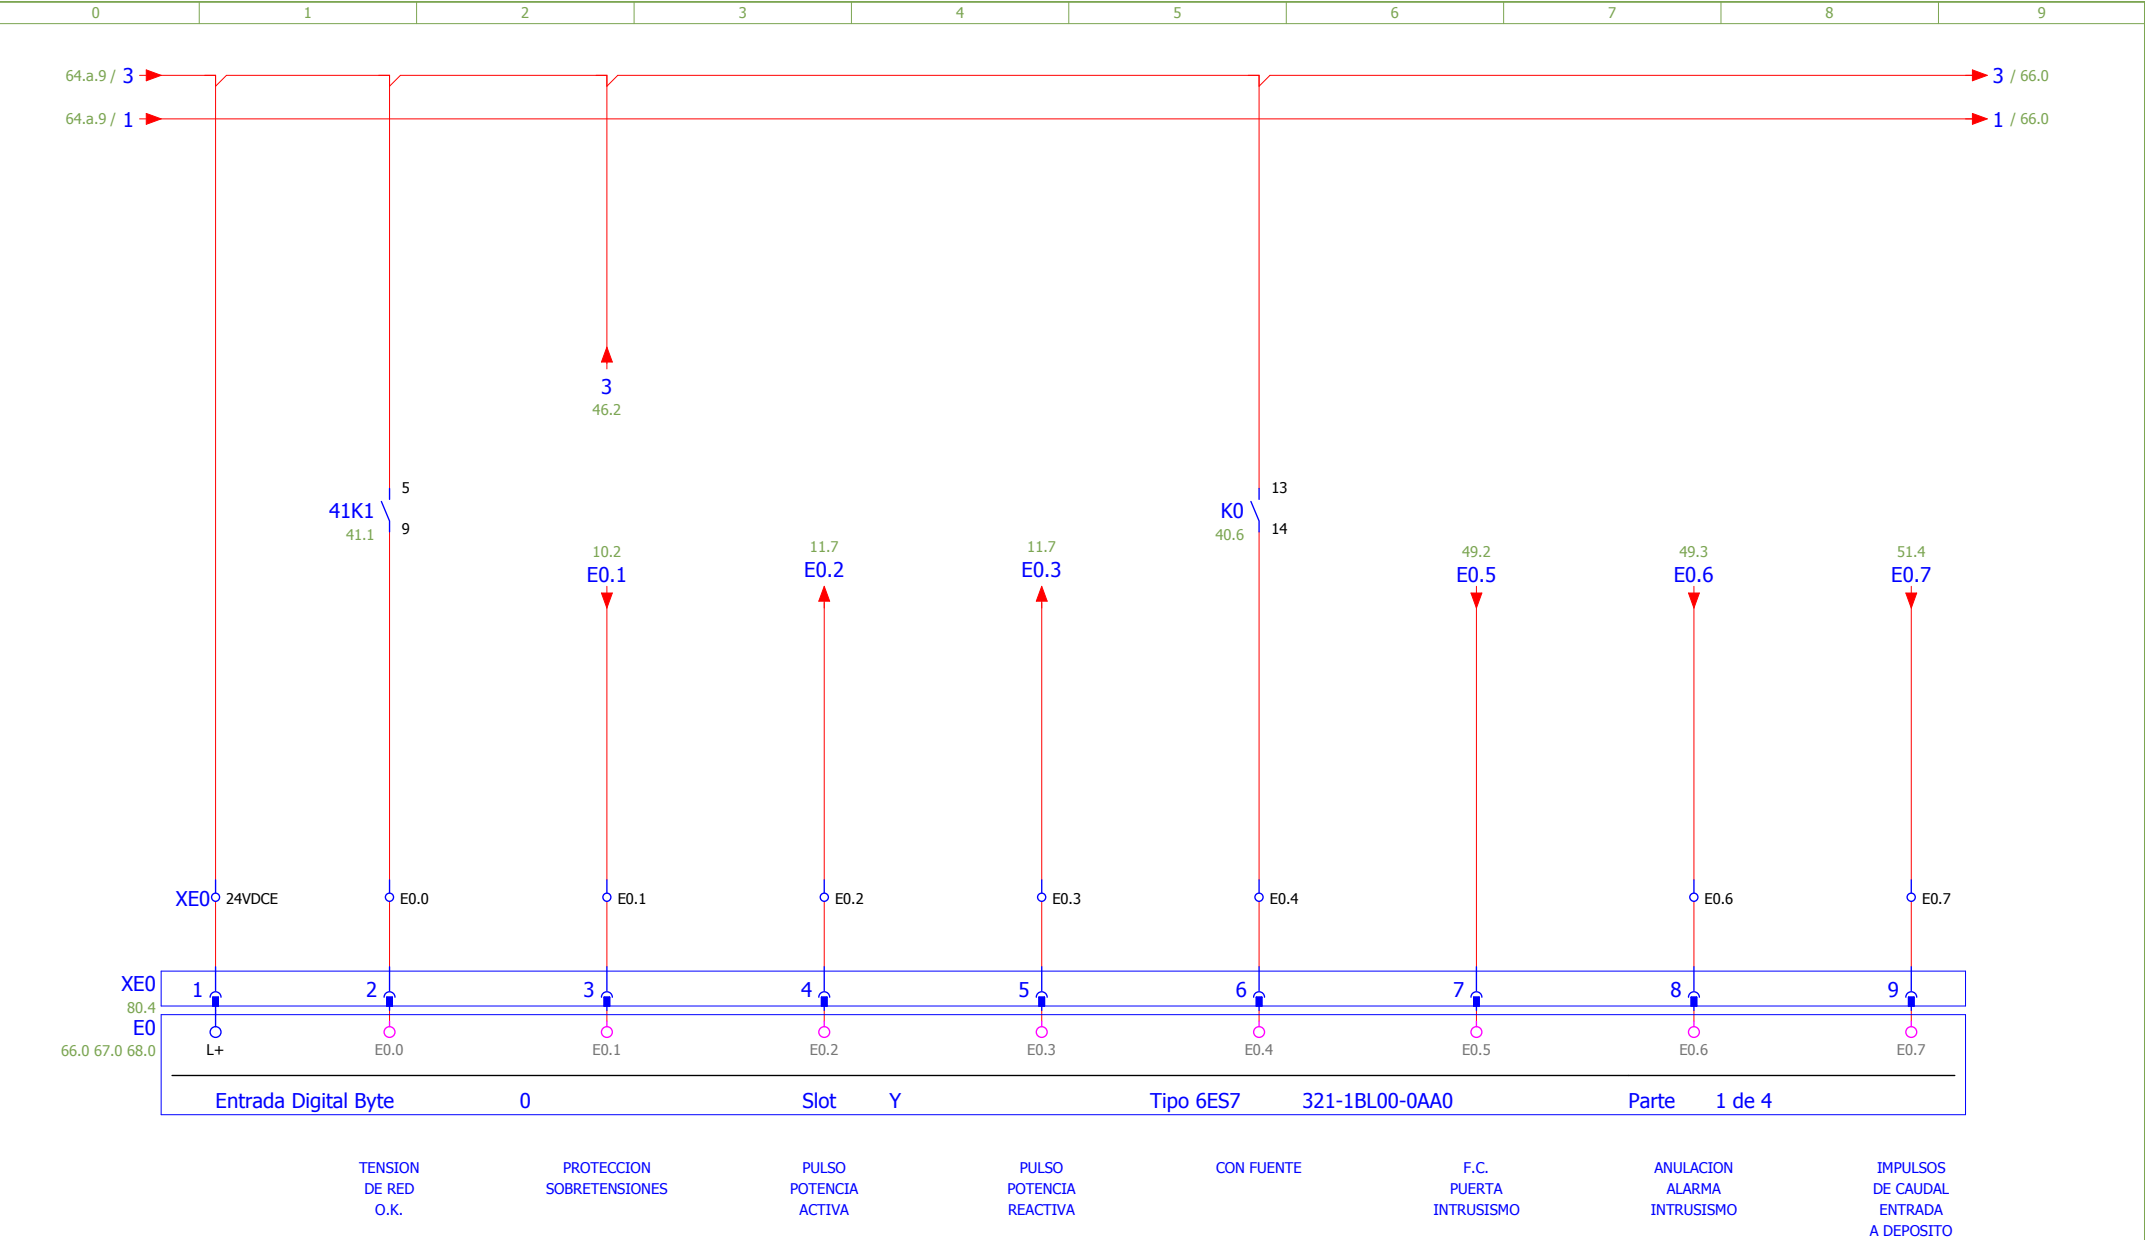 0 1 2 3 4 5 6 7 8 9
64.a.9 / 3 3 / 66.0
64.a.9 / 1 1 / 66.0
3
46.2
5 13
41K1 K0
9 14
41.1 40.6
10.2 11.7 11.7 49.2 49.3 51.4
E0.1 E0.2 E0.3 E0.5 E0.6 E0.7
XE0 24VDCE E0.0 E0.1 E0.2 E0.3 E0.4 E0.6 E0.7
XE0 1 2 3 4 5 6 7 8 9
80.4
E0
66.0 67.0 68.0 L+ E0.0 E0.1 E0.2 E0.3 E0.4 E0.5 E0.6 E0.7
Entrada Digital Byte 0 Slot Y Tipo 6ES7 321-1BL00-0AA0 Parte 1 de 4
TENSION
DE RED
O.K.
PROTECCION
SOBRETENSIONES
PULSO
POTENCIA
ACTIVA
PULSO
POTENCIA
REACTIVA
CON FUENTE
F.C.
PUERTA
INTRUSISMO
ANULACION
ALARMA
INTRUSISMO
IMPULSOS
DE CAUDAL
ENTRADA
A DEPOSITO